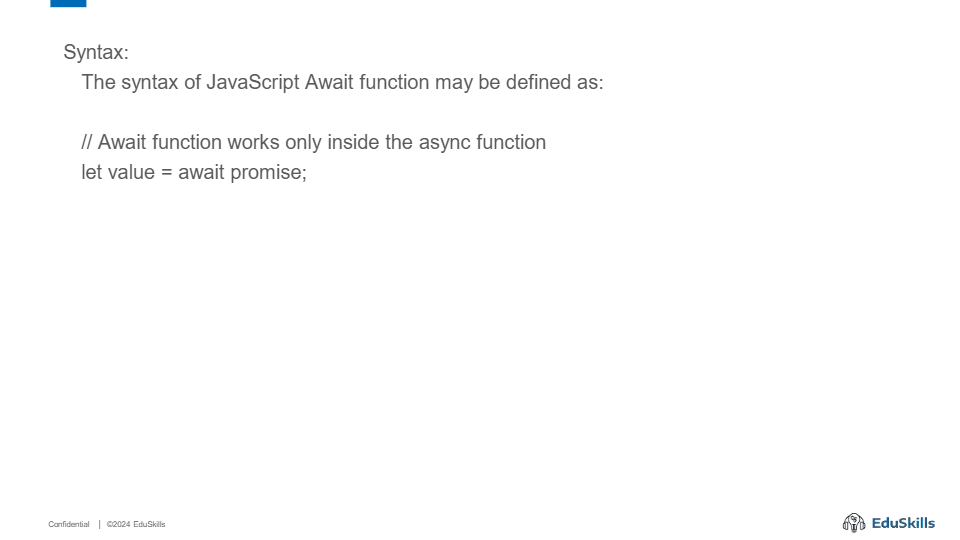 Syntax:
The syntax of JavaScript Await function may be defined as:
// Await function works only inside the async function
let value = await promise;
Confidential | ©2024 EduSkills
EduSkills